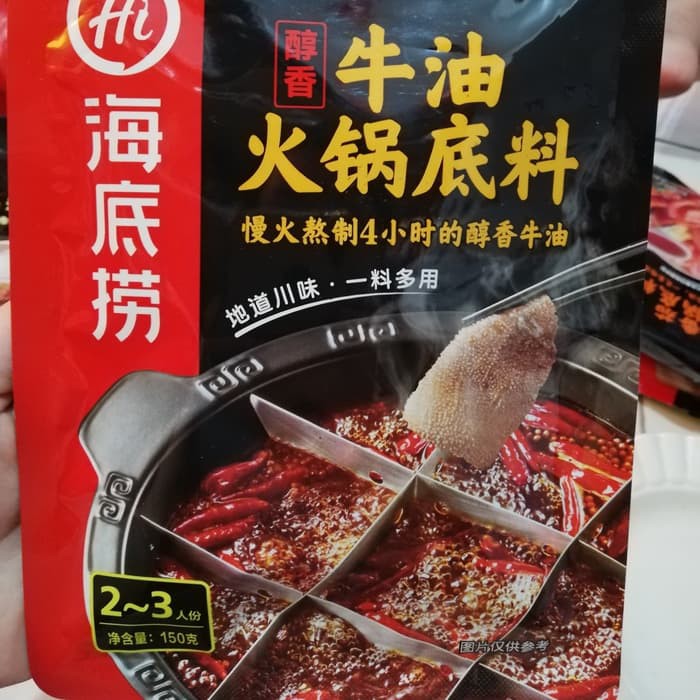 Hi
海底捞
醇香
牛油
火锅底料
慢火熬制4小时的醇香牛油
地道川味·一料多用
2~3人份
净含量：150克
图片仅供参考